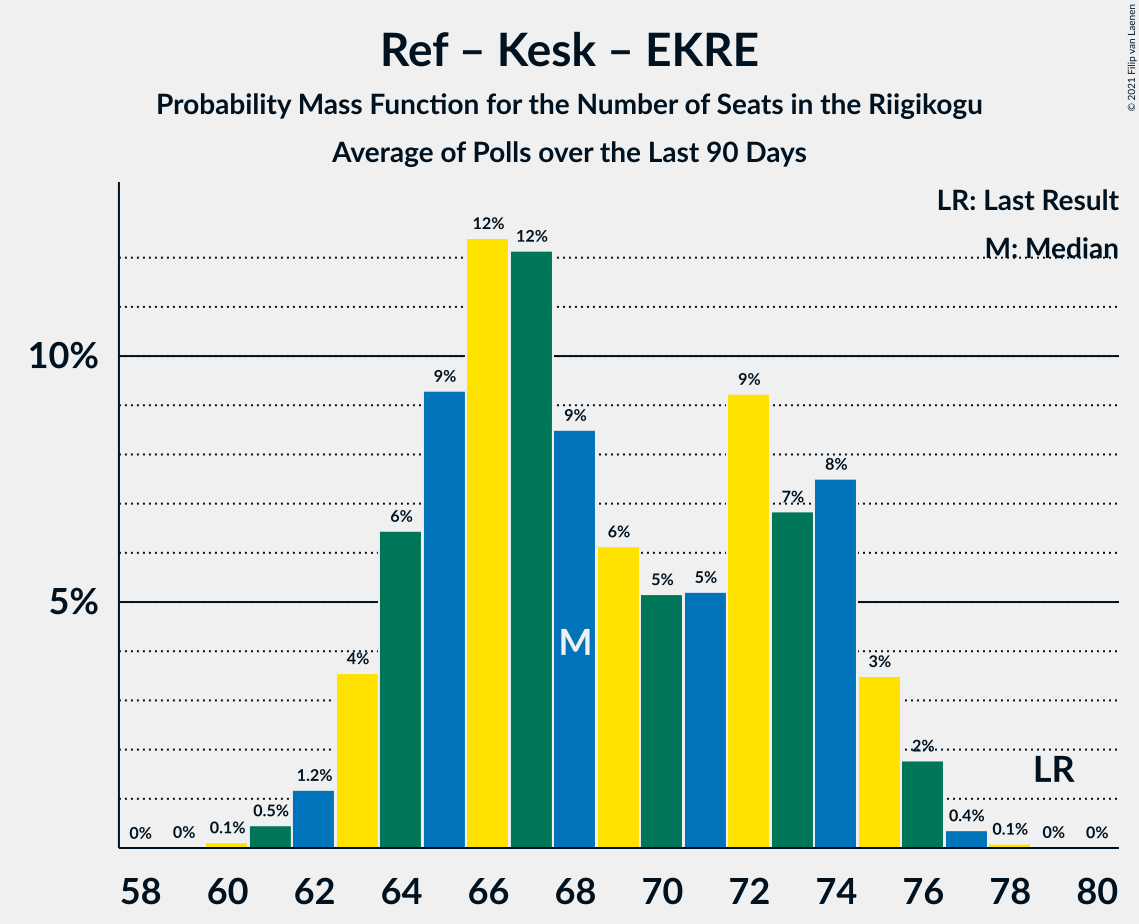 Ref – Kesk – EKRE
Probability Mass Function for the Number of Seats in the Riigikogu
Average of Polls over the Last 90 Days
© 2021 Filip van Laenen
LR: Last Result
M: Median
10%
5%
0%
0%
0.1%
0.5%
1.2%
4%
6%
9%
12%
12%
9%
6%
5%
5%
9%
7%
8%
3%
2%
0.4%
0.1%
0%
0%
M
LR
58 60 62 64 66 68 70 72 74 76 78 80